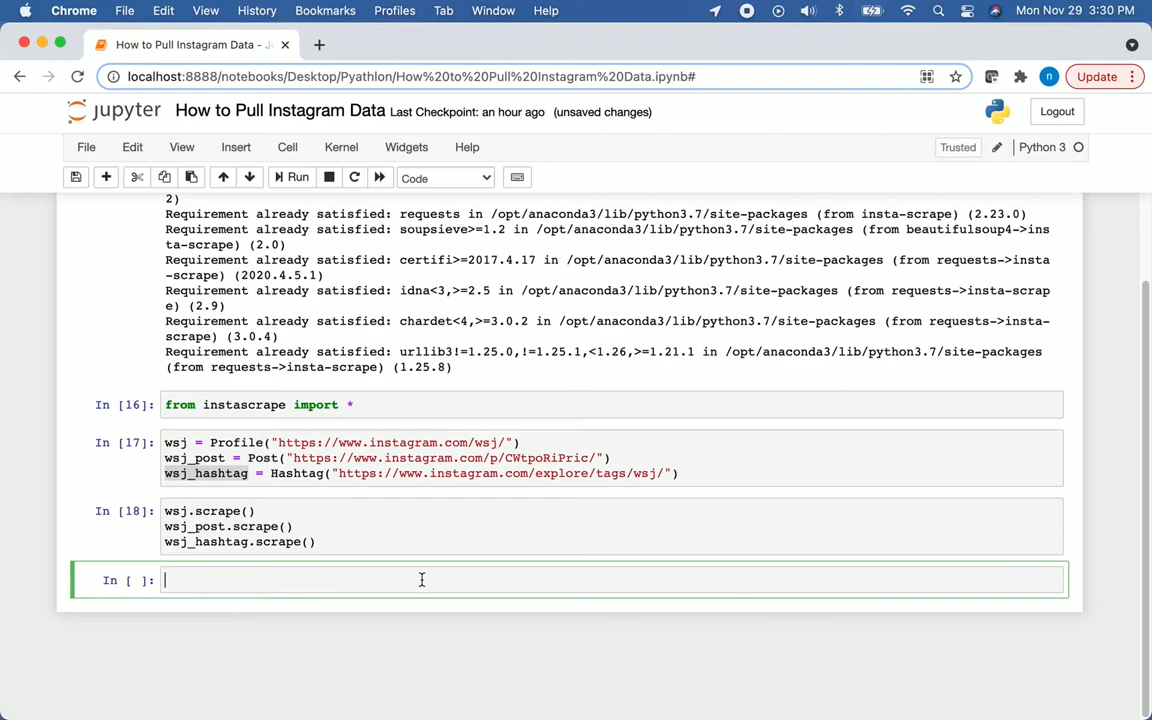 Chrome File Edit View History Bookmarks Profiles Tab Window Help Mon Nov 29 3:30 PM
How to Pull Instagram Data - J
localhost:8888/notebooks/Desktop/Pyathlon/How%20to%20Pull%20Instagram%20Data.ipynb# n Update
jupyter How to Pull Instagram Data Last Checkpoint: an hour ago (unsaved changes) Logout
File Edit View Insert Cell Kernel Widgets Help Trusted Python 3
Run Code
2)
Requirement already satisfied: requests in /opt/anaconda3/lib/python3.7/site-packages (from insta-scrape) (2.23.0)
Requirement already satisfied: soupsieve>=1.2 in /opt/anaconda3/lib/python3.7/site-packages (from beautifulsoup4->ins
ta-scrape) (2.0)
Requirement already satisfied: certifi>=2017.4.17 in /opt/anaconda3/lib/python3.7/site-packages (from requests->insta
-scrape) (2020.4.5.1)
Requirement already satisfied: idna<3,>=2.5 in /opt/anaconda3/lib/python3.7/site-packages (from requests->insta-scrap
e) (2.9)
Requirement already satisfied: chardet<4,>=3.0.2 in /opt/anaconda3/lib/python3.7/site-packages (from requests->insta-
scrape) (3.0.4)
Requirement already satisfied: urllib3!=1.25.0,!=1.25.1,<1.26,>=1.21.1 in /opt/anaconda3/lib/python3.7/site-packages
(from requests->insta-scrape) (1.25.8)
In [16]: from instascrape import *
In [17]: wsj = Profile("https://www.instagram.com/wsj/")
wsj_post = Post("https://www.instagram.com/p/CWtpoRiPric/")
wsj_hashtag = Hashtag("https://www.instagram.com/explore/tags/wsj/")
In [18]: wsj.scrape()
wsj_post.scrape()
wsj_hashtag.scrape()
In [ ]: